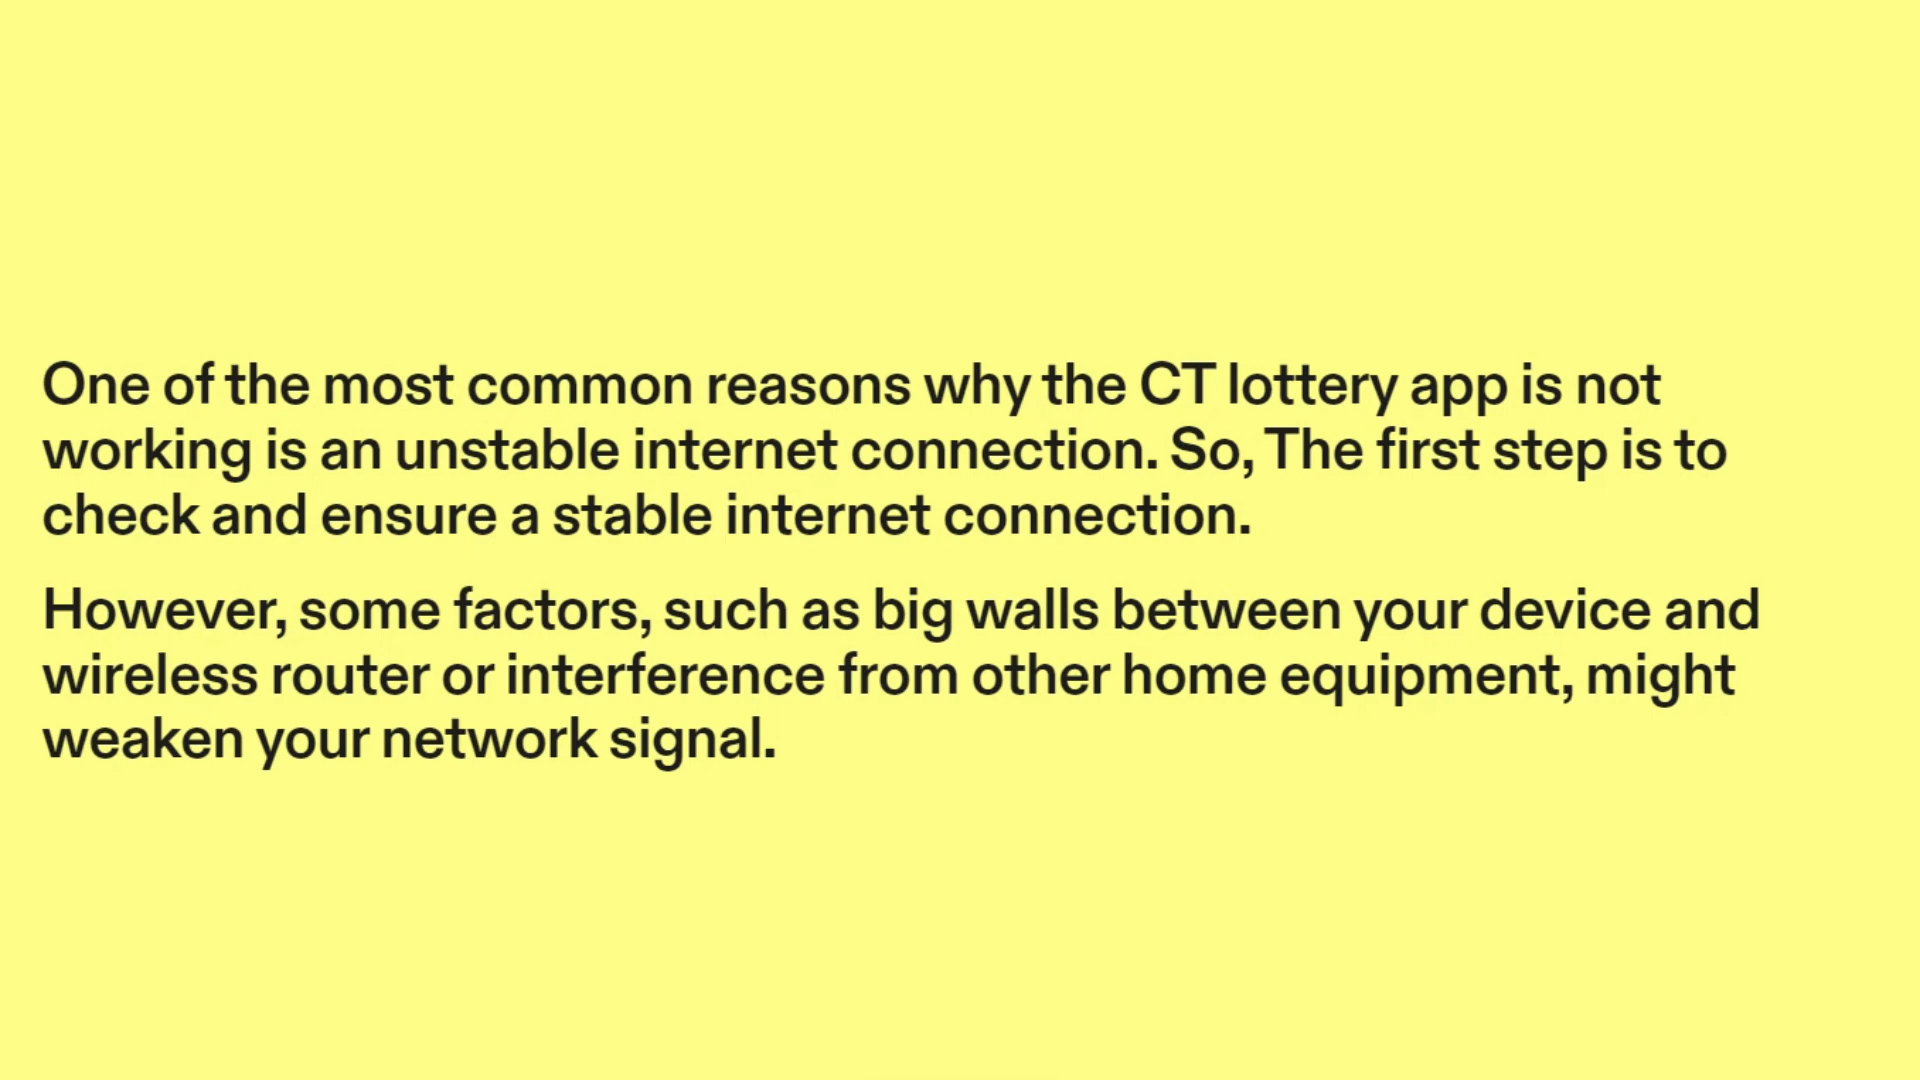 One of the most common reasons why the CT lottery app is not
working is an unstable internet connection. So, The first step is to
check and ensure a stable internet connection.
However, some factors, such as big walls between your device and
wireless router or interference from other home equipment, might
weaken your network signal.